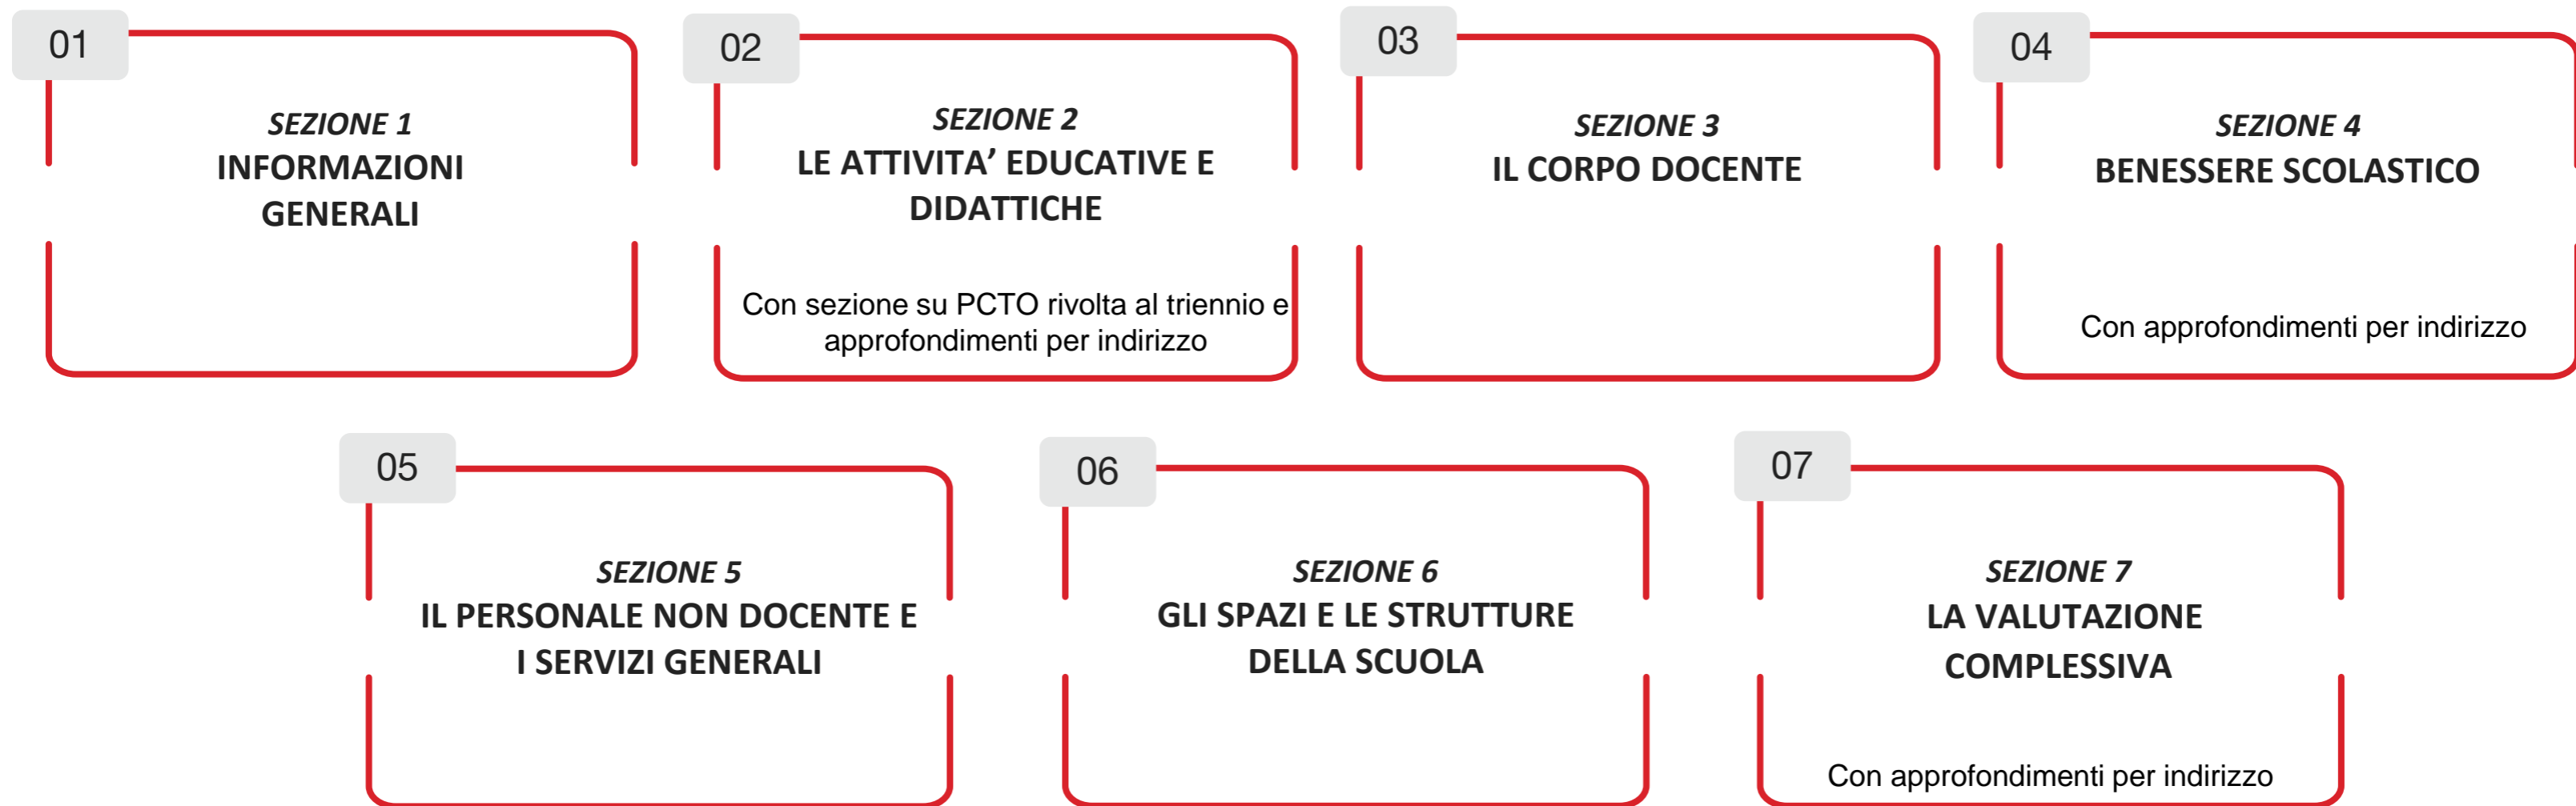 01
SEZIONE 1
INFORMAZIONI
GENERALI
02
SEZIONE 2
LE ATTIVITA’ EDUCATIVE E
DIDATTICHE
Con sezione su PCTO rivolta al triennio e
approfondimenti per indirizzo
03
SEZIONE 3
IL CORPO DOCENTE
04
SEZIONE 4
BENESSERE SCOLASTICO
Con approfondimenti per indirizzo
05
SEZIONE 5
IL PERSONALE NON DOCENTE E
I SERVIZI GENERALI
06
SEZIONE 6
GLI SPAZI E LE STRUTTURE
DELLA SCUOLA
07
SEZIONE 7
LA VALUTAZIONE
COMPLESSIVA
Con approfondimenti per indirizzo